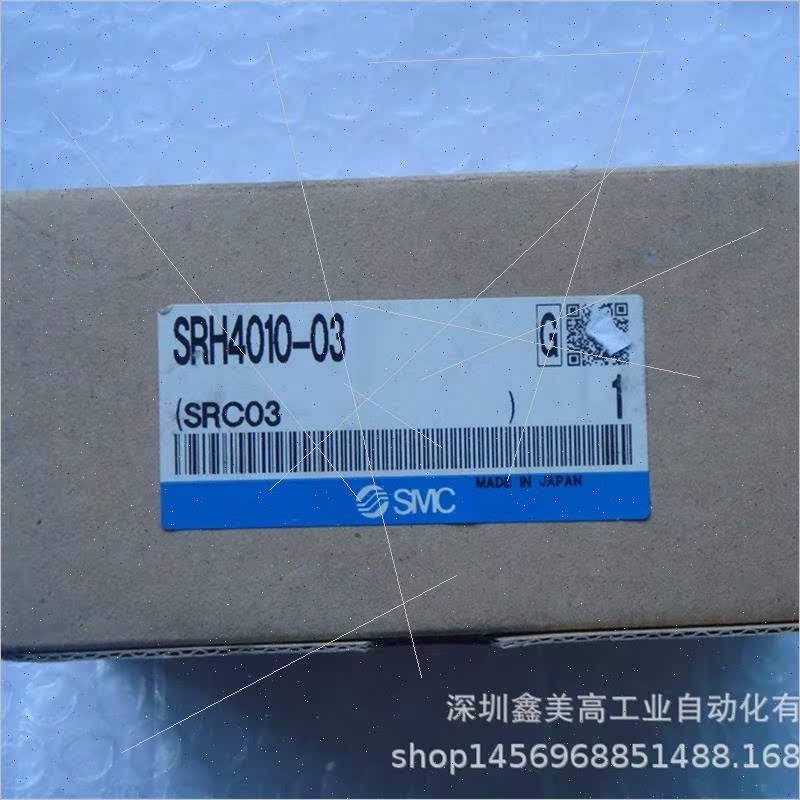 SRH4010-03
G
(SRC03 )
1
MADE IN JAPAN
SMC
深圳鑫美高工业自动化有
shop1456968851488.168